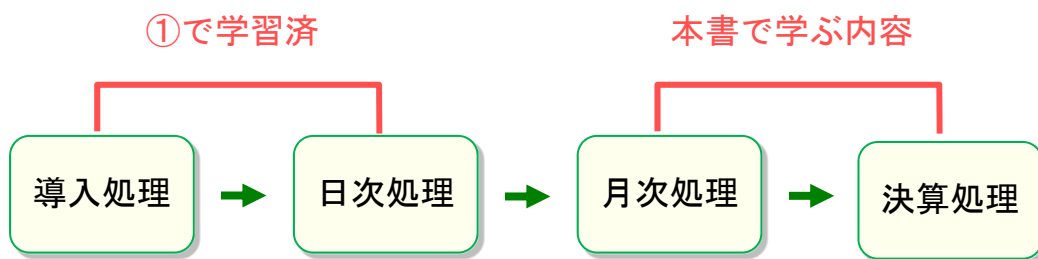 ①で学習済
本書で学ぶ内容
導入処理
日次処理
月次処理
決算処理